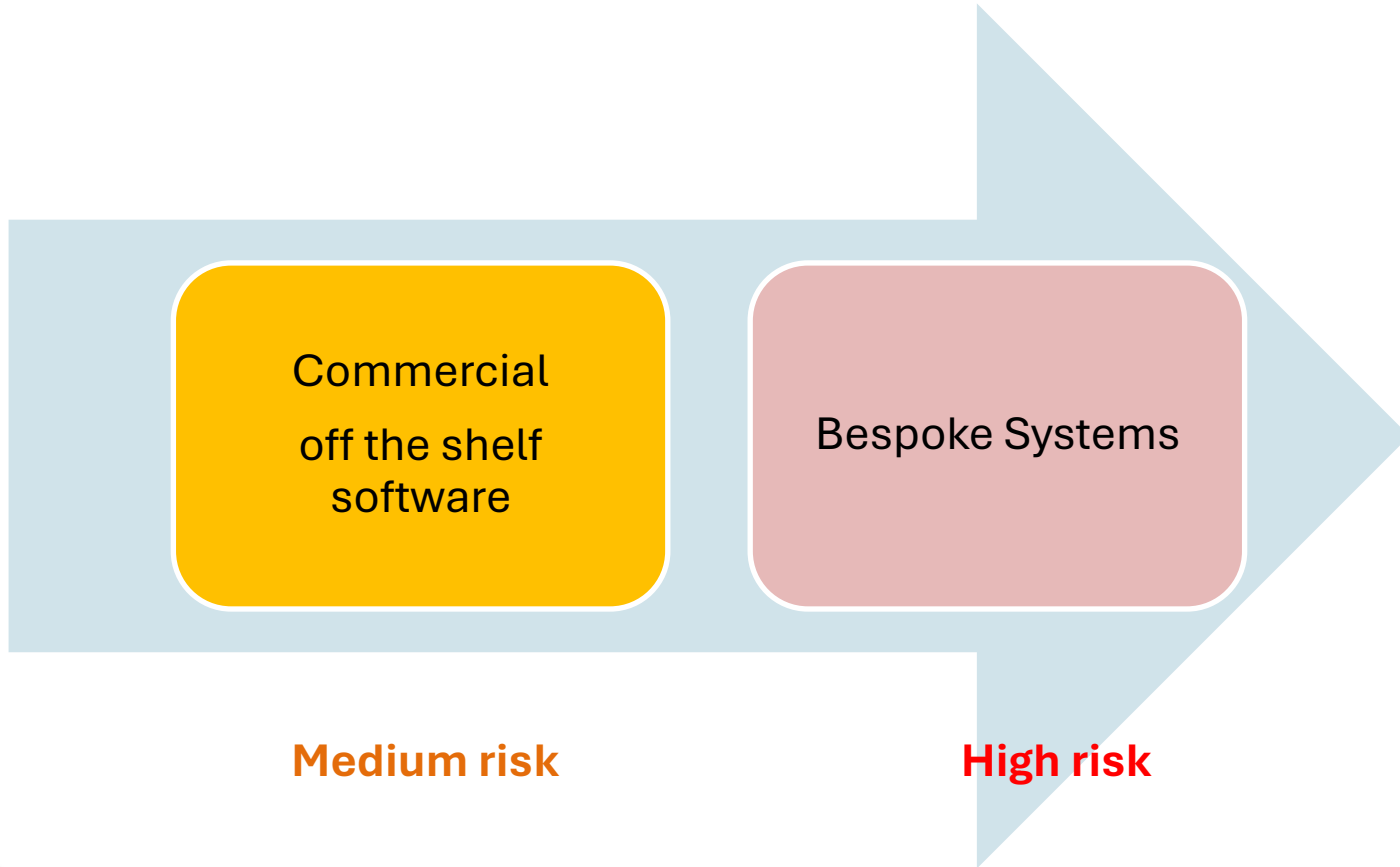 Commercial
off the shelf
software
Bespoke Systems
Medium risk
High risk